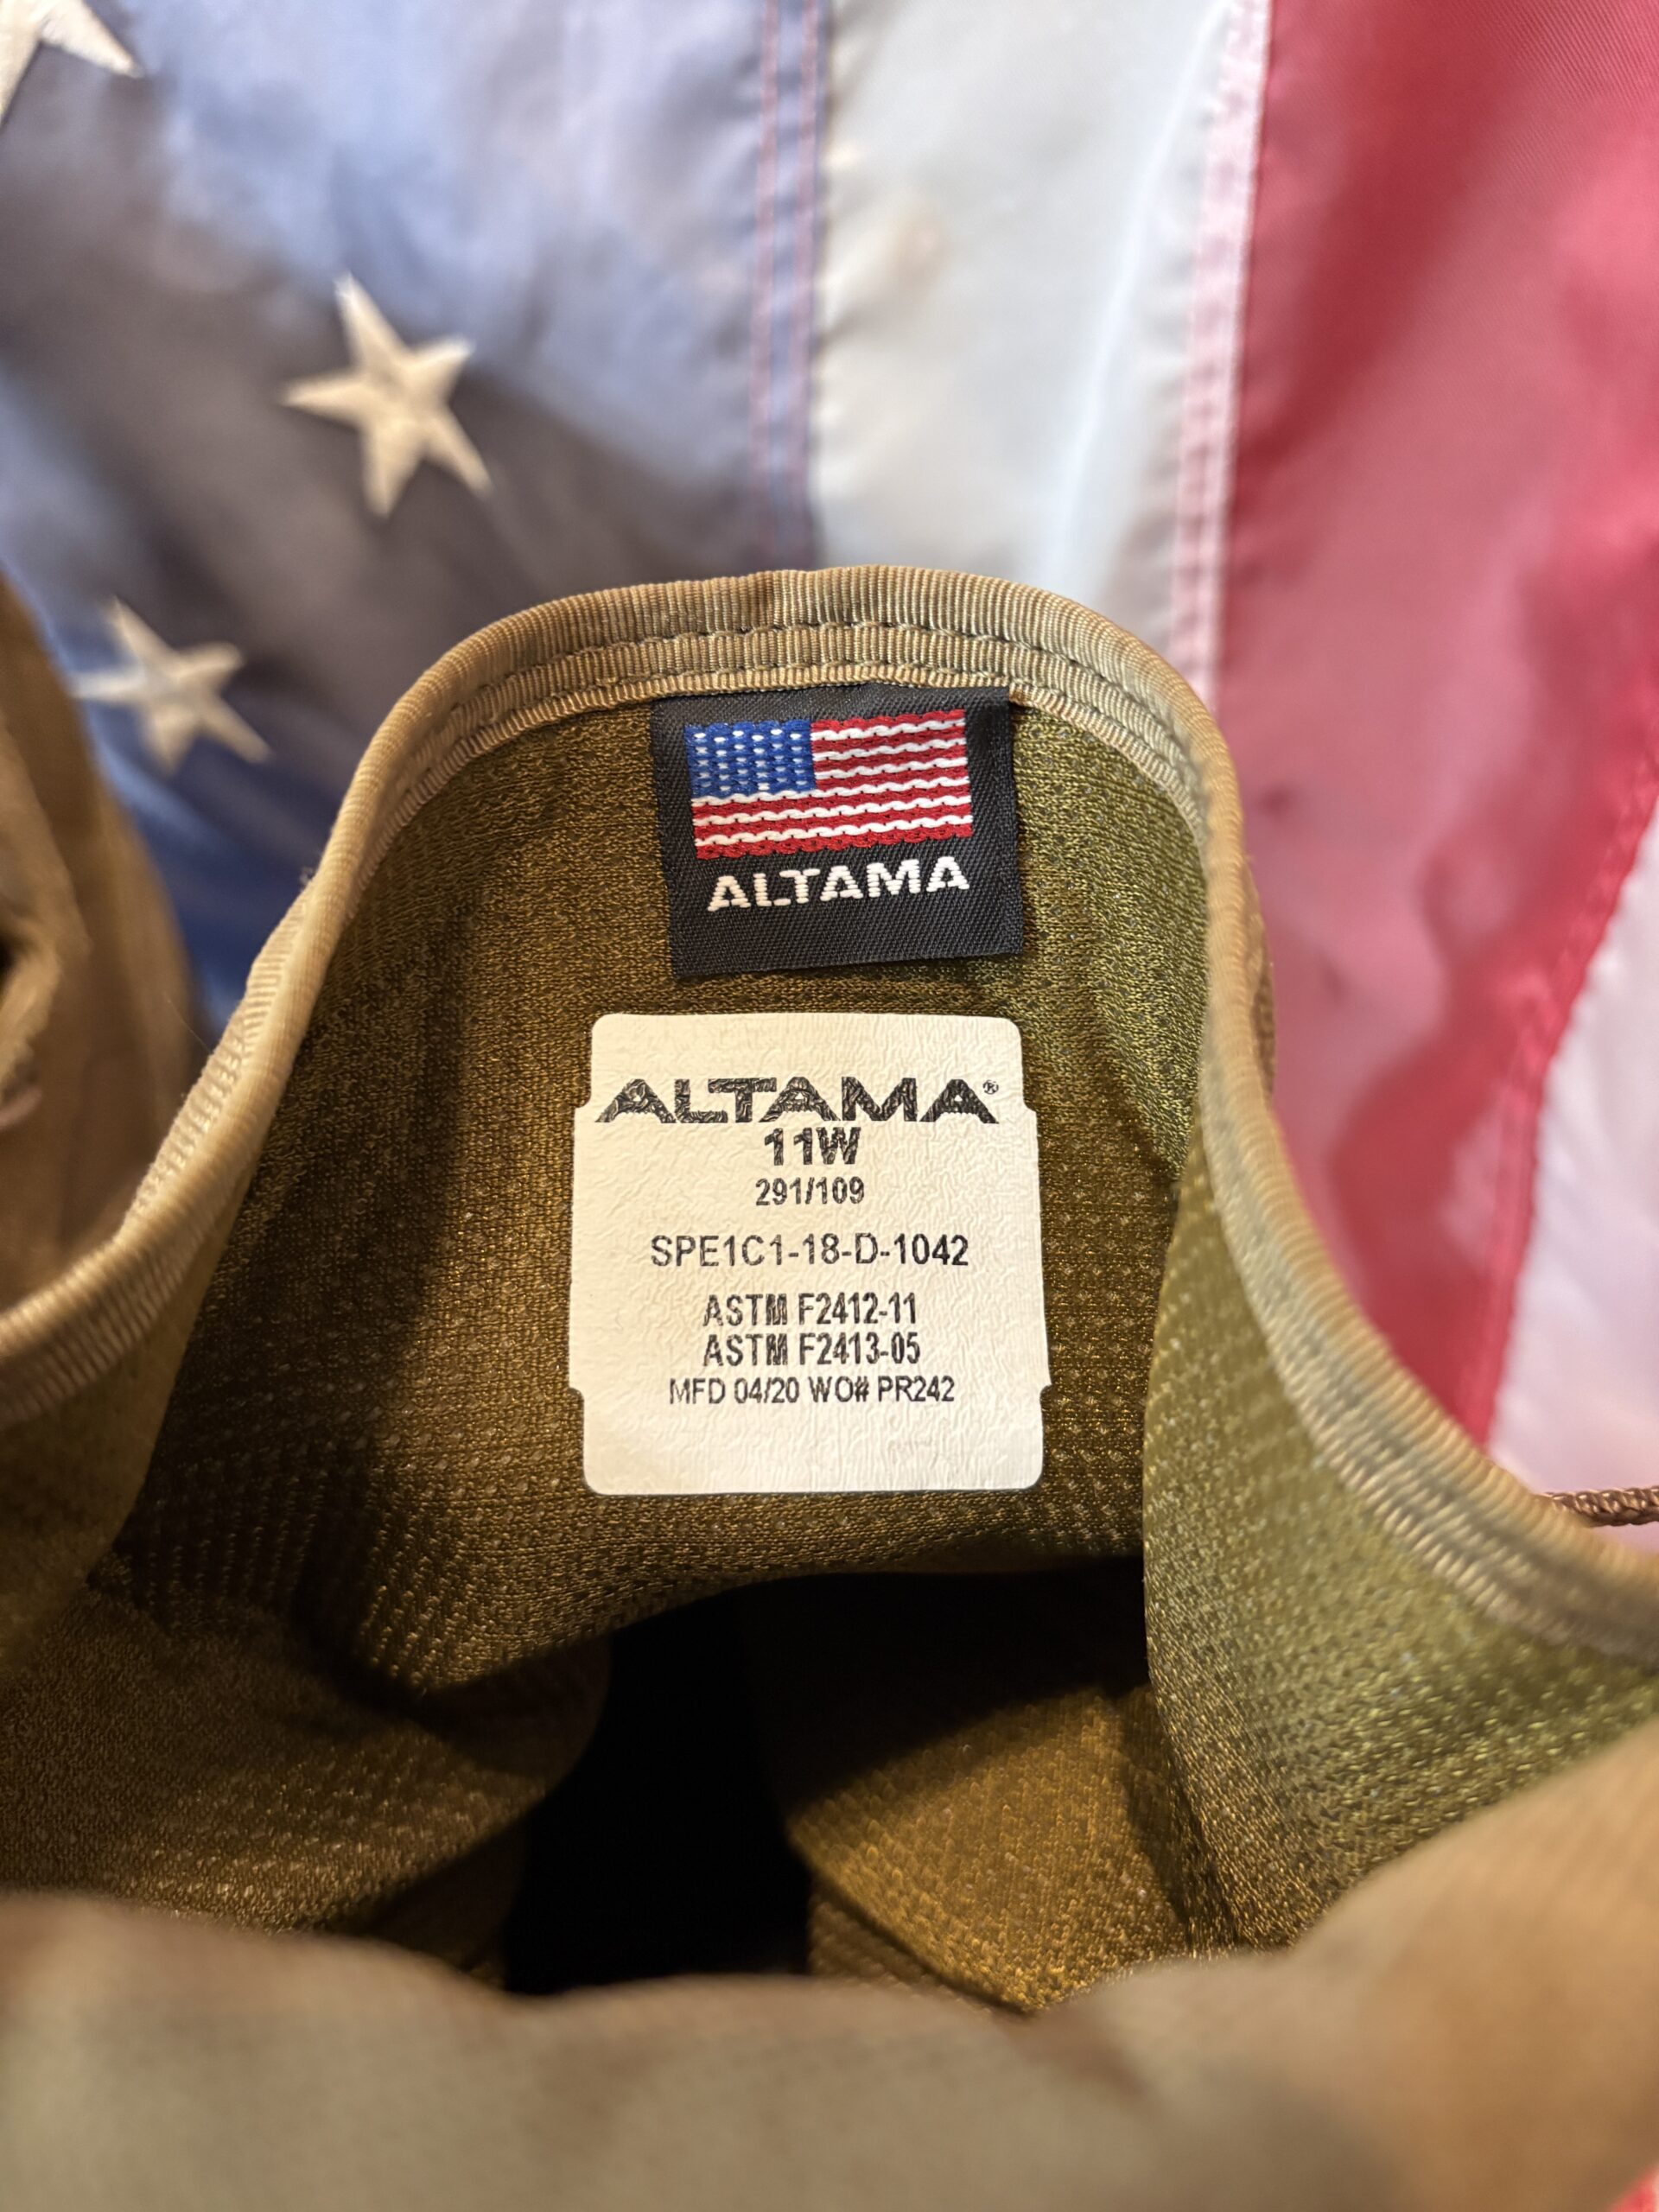 ALTAMA
ALTAMA®
11W
291/109
SPE1C1-18-D-1042
ASTM F2412-11
ASTM F2413-05
MFD 04/20 WO# PR242